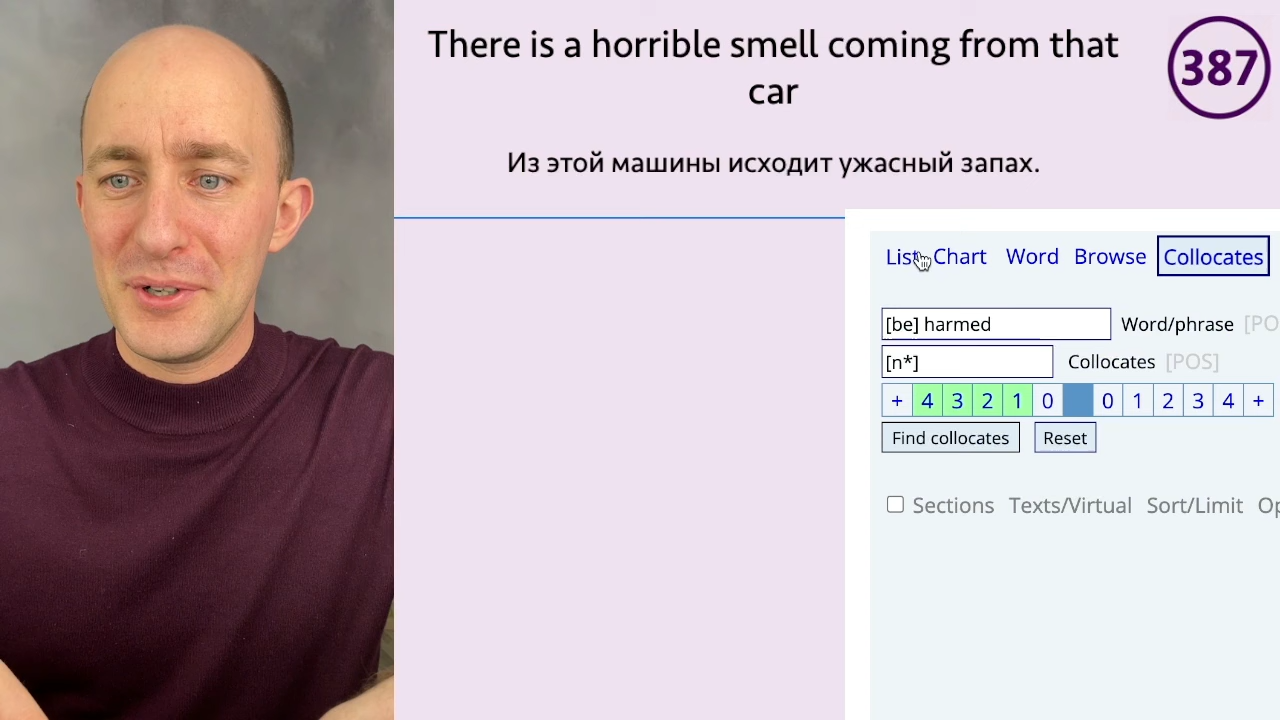 There is a horrible smell coming from that
car
387
Из этой машины исходит ужасный запах.
List Chart Word Browse Collocates
[be] harmed Word/phrase [PO
[n*] Collocates [POS]
+ 4 3 2 1 0 0 1 2 3 4 +
Find collocates Reset
Sections Texts/Virtual Sort/Limit Op